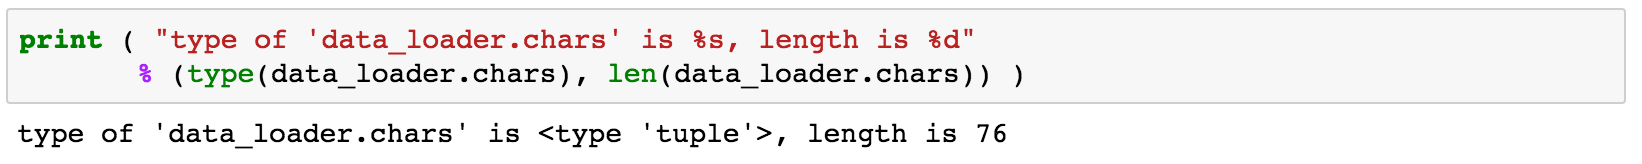 print ( "type of 'data_loader.chars' is %s, length is %d"
% (type(data_loader.chars), len(data_loader.chars)) )
type of 'data_loader.chars' is <type 'tuple'>, length is 76